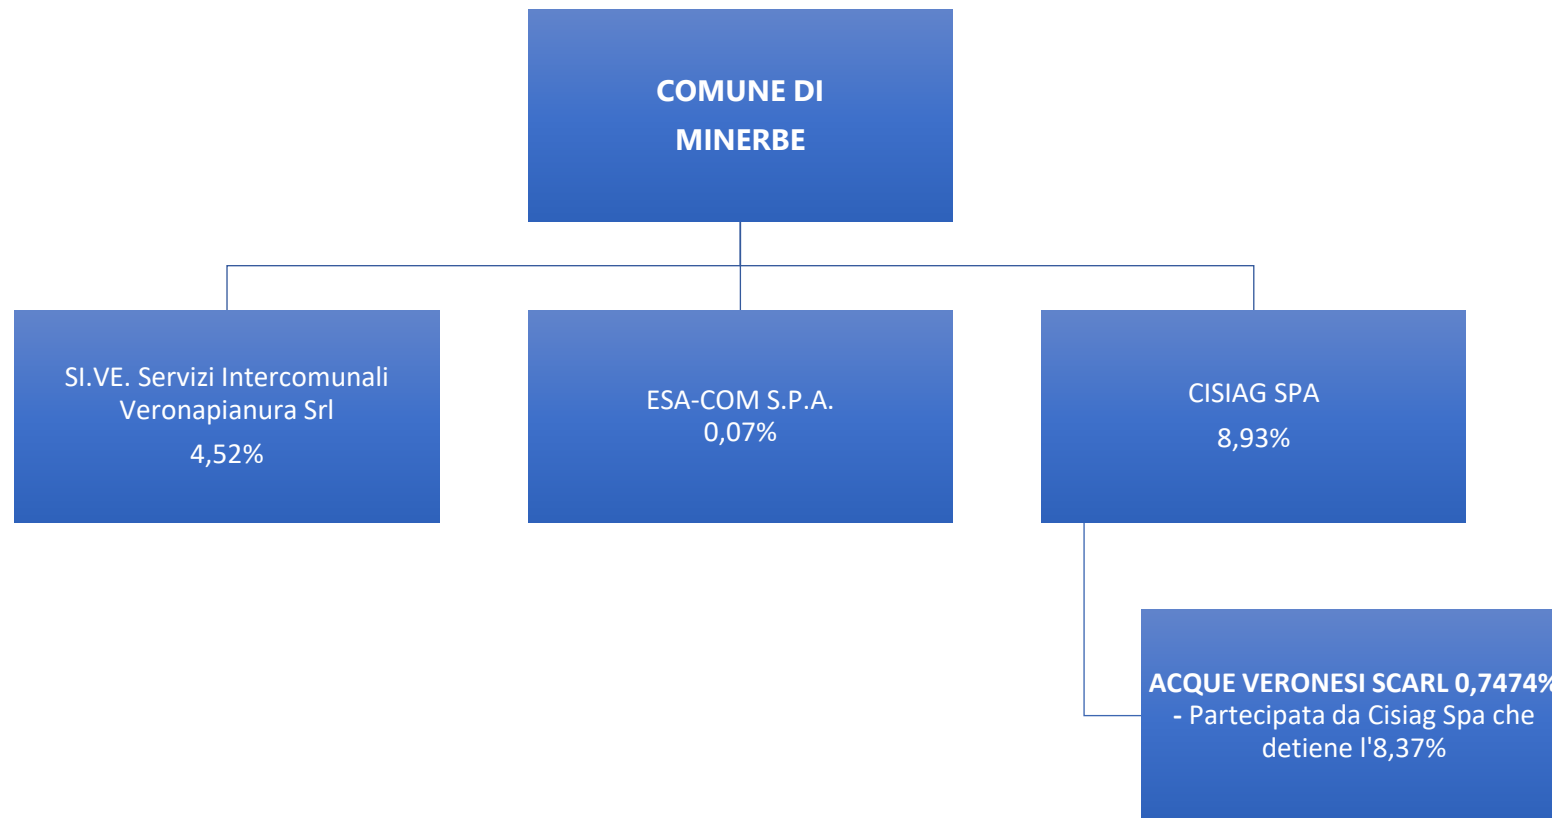 COMUNE DI
MINERBE
SI.VE. Servizi Intercomunali
Veronapianura Srl
4,52%
ESA-COM S.P.A.
0,07%
CISIAG SPA
8,93%
ACQUE VERONESI SCARL 0,7474%
- Partecipata da Cisiag Spa che
detiene l'8,37%